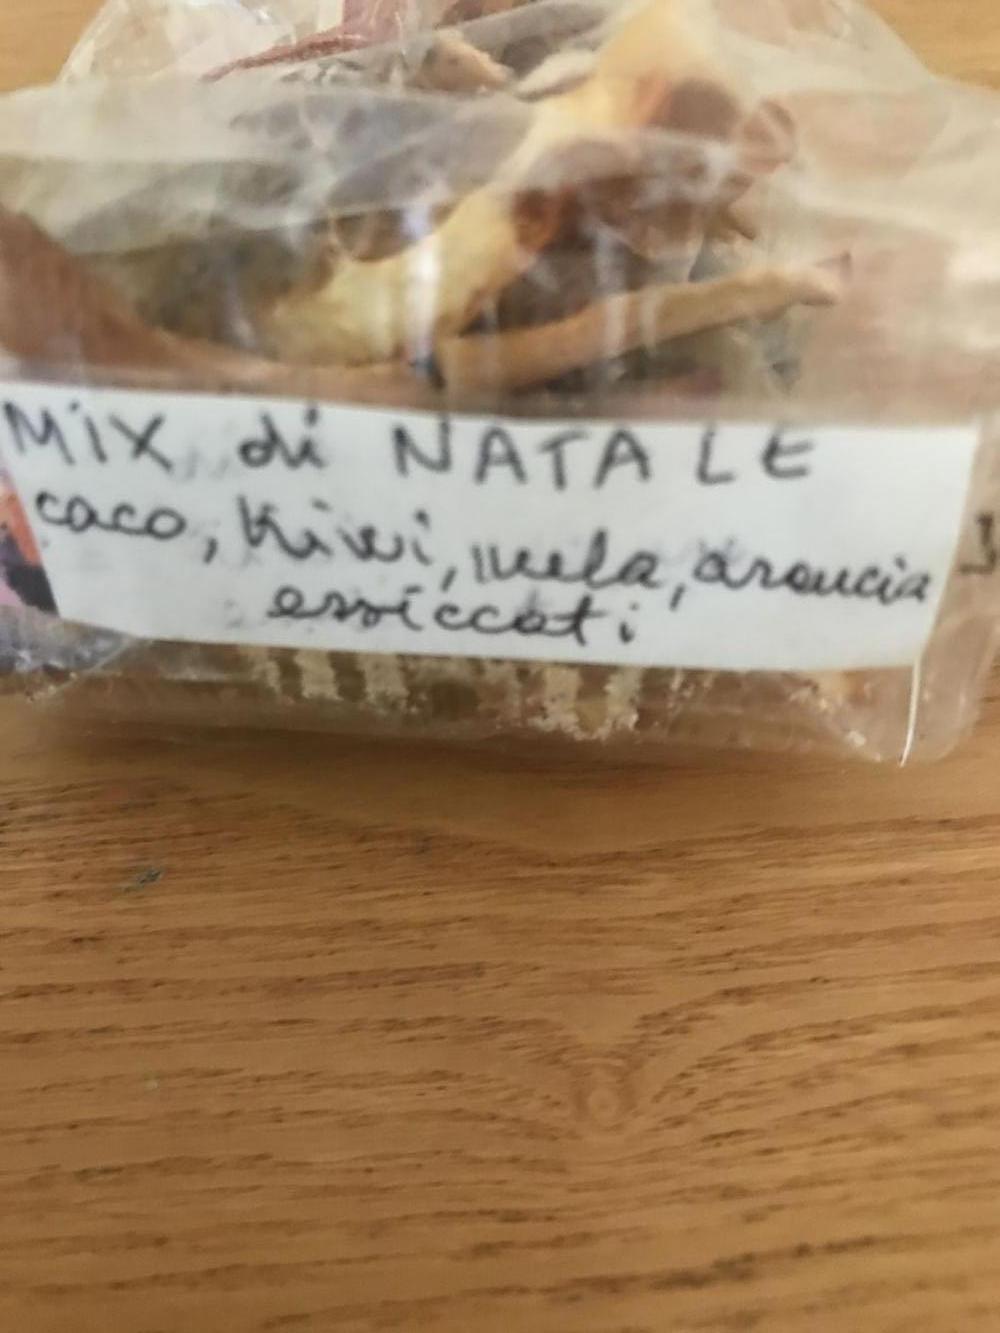 MiX di NATALE
caco, kiwi, mela, arancia
essiccati